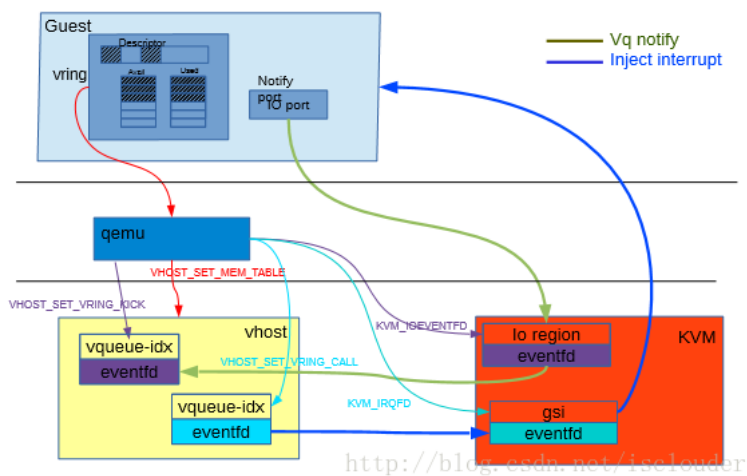 Guest
Descriptor
vring
Avail
Used
Notify
port
IO port
Vq notify
Inject interrupt
qemu
VHOST_SET_MEM_TABLE
VHOST_SET_VRING_KICK
vhost
KVM_IOEVENTFD
Io region
KVM
vqueue-idx
eventfd
eventfd
VHOST_SET_VRING_CALL
vqueue-idx
KVM_IRQFD
gsi
eventfd
eventfd
http://blog.csdn.net/isclouder